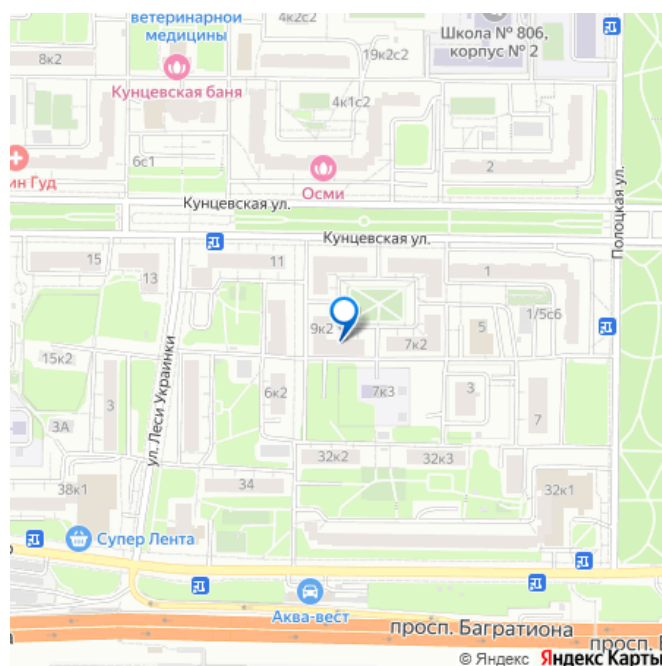 ветеринарной
медицины
4к2с2
Школа № 806,
корпус № 2
8к2
19к2с2
Кунцевская баня
4к1с2
6с1
ин Гуд
2
Осми
Кунцевская ул.
Кунцевская ул.
Полоцкая ул.
15
13
11
1
1/5с6
9к2
5
7к2
15к2
ул. Леси Украинки
6к2
7к3
3
3
3А
7
32к2
32к3
34
38к1
32к1
Супер Лента
Аква-вест
просп. Багратиона
а
просп. Б
© Яндекс Яндекс Карты